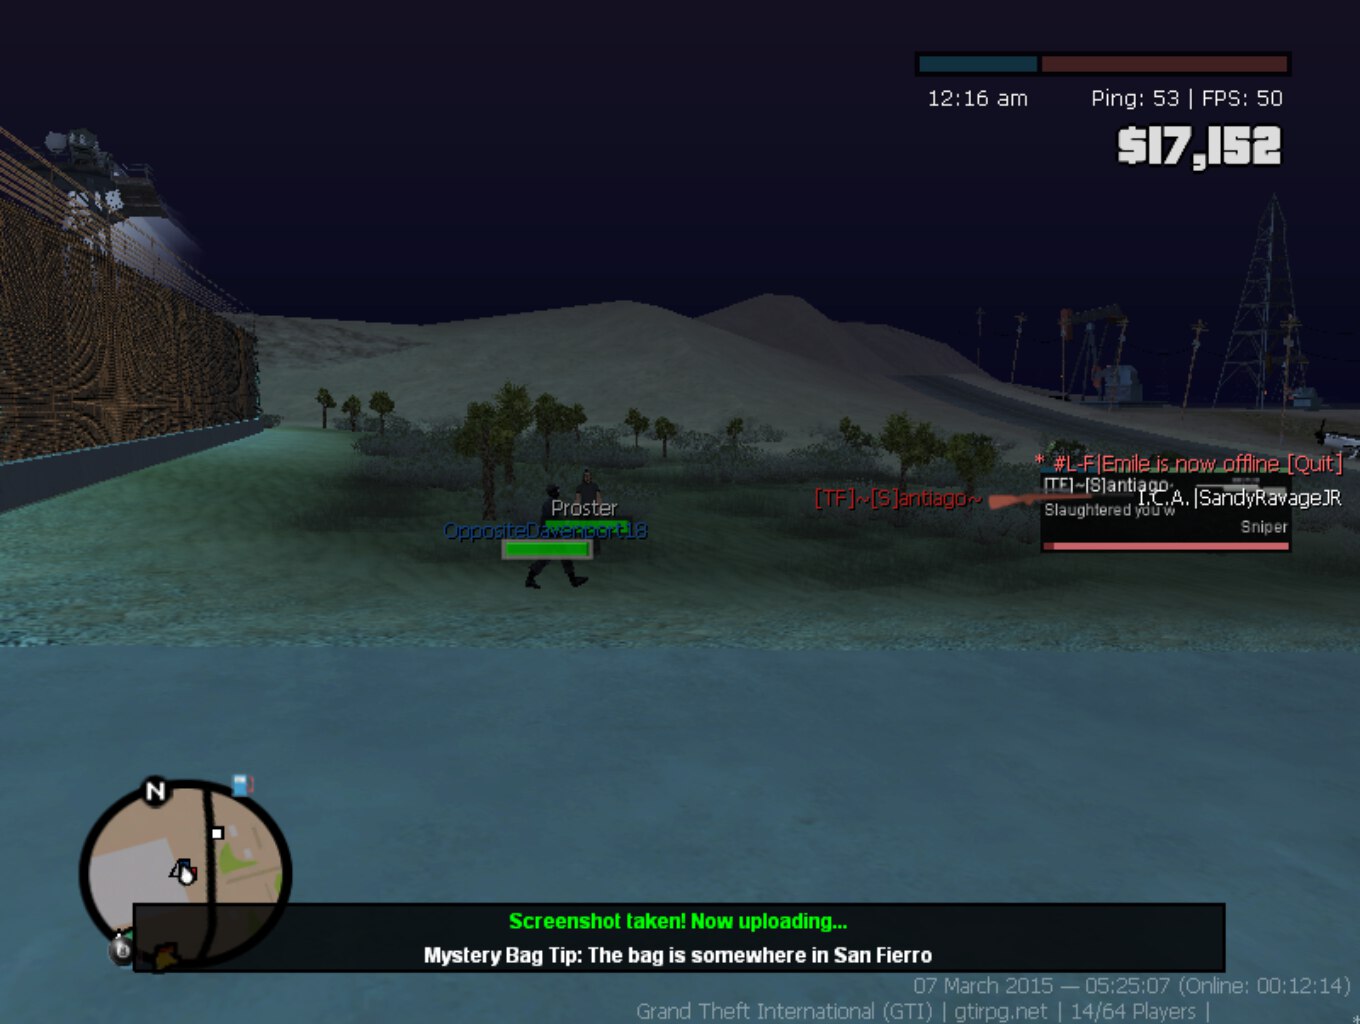 12:16 am Ping: 53 | FPS: 50
$17,152
* #L-F|Emile is now offline [Quit]
[TF]~[S]antiago~
[TF]~[S]antiago~ I.C.A.|SandyRavageJR
Slaughtered you w
Sniper
Proster
OppositeDavenport18
N
Screenshot taken! Now uploading...
Mystery Bag Tip: The bag is somewhere in San Fierro
07 March 2015 — 05:25:07 (Online: 00:12:14)
Grand Theft International (GTI) | gtirpg.net | 14/64 Players |